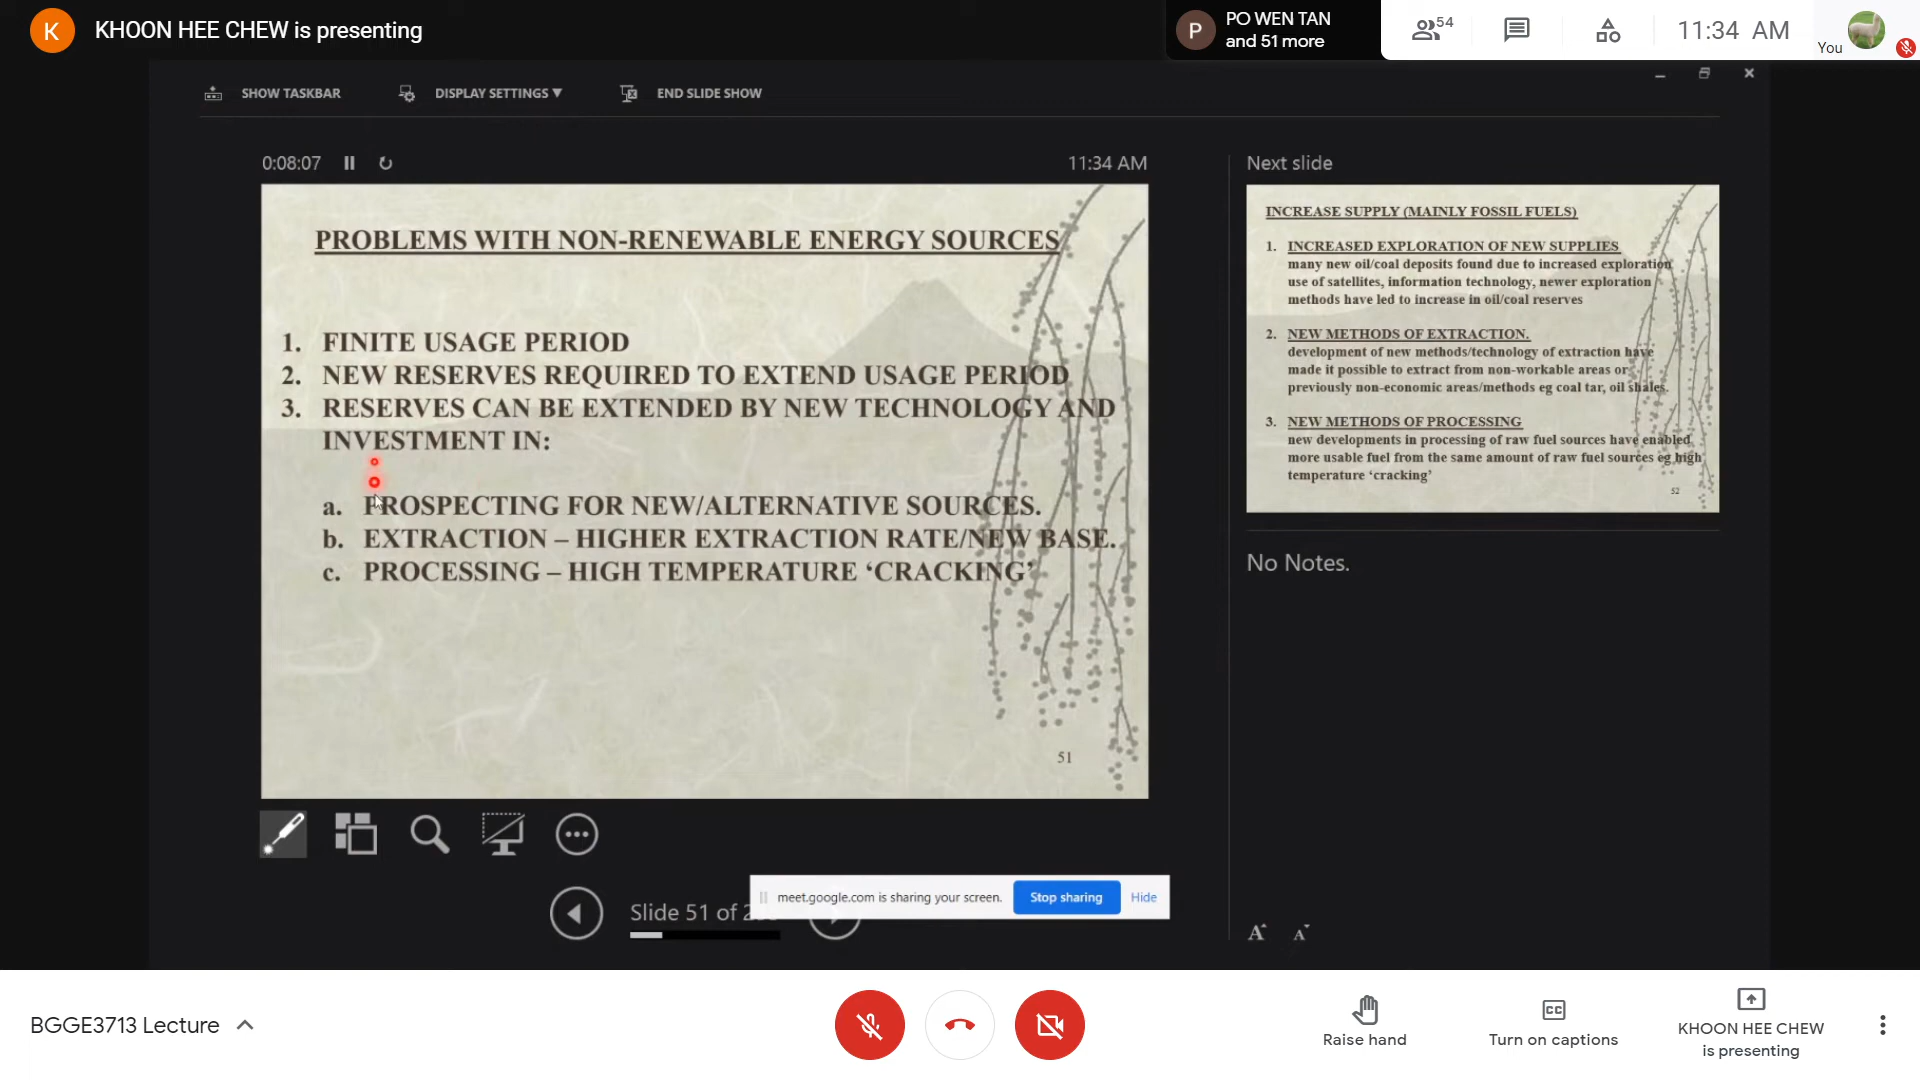 K
KHOON HEE CHEW is presenting
P
PO WEN TAN
and 51 more
54
11:34 AM
You
SHOW TASKBAR
DISPLAY SETTINGS ▼
END SLIDE SHOW
0:08:07
11:34 AM
PROBLEMS WITH NON-RENEWABLE ENERGY SOURCES
1. FINITE USAGE PERIOD
2. NEW RESERVES REQUIRED TO EXTEND USAGE PERIOD
3. RESERVES CAN BE EXTENDED BY NEW TECHNOLOGY AND
INVESTMENT IN:
a. PROSPECTING FOR NEW/ALTERNATIVE SOURCES.
b. EXTRACTION – HIGHER EXTRACTION RATE/NEW BASE.
c. PROCESSING – HIGH TEMPERATURE ‘CRACKING’
51
Next slide
INCREASE SUPPLY (MAINLY FOSSIL FUELS)
1. INCREASED EXPLORATION OF NEW SUPPLIES
many new oil/coal deposits found due to increased exploration
use of satellites, information technology, newer exploration
methods have led to increase in oil/coal reserves
2. NEW METHODS OF EXTRACTION.
development of new methods/technology of extraction have
made it possible to extract from non-workable areas or
previously non-economic areas/methods eg coal tar, oil shales.
3. NEW METHODS OF PROCESSING
new developments in processing of raw fuel sources have enabled
more usable fuel from the same amount of raw fuel sources eg high
temperature ‘cracking’
52
No Notes.
Slide 51 of
meet.google.com is sharing your screen.
Stop sharing
Hide
A A
BGGE3713 Lecture
Raise hand
CC
Turn on captions
KHOON HEE CHEW
is presenting